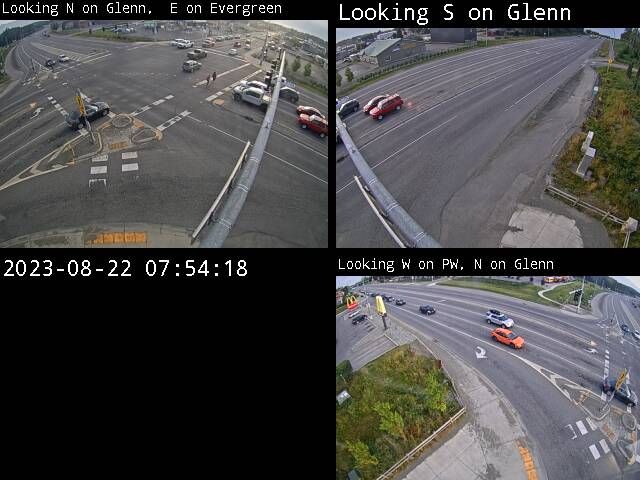 Looking N on Glenn,  E on Evergreen
Looking S on Glenn
2023-08-22 07:54:18
Looking W on PW, N on Glenn